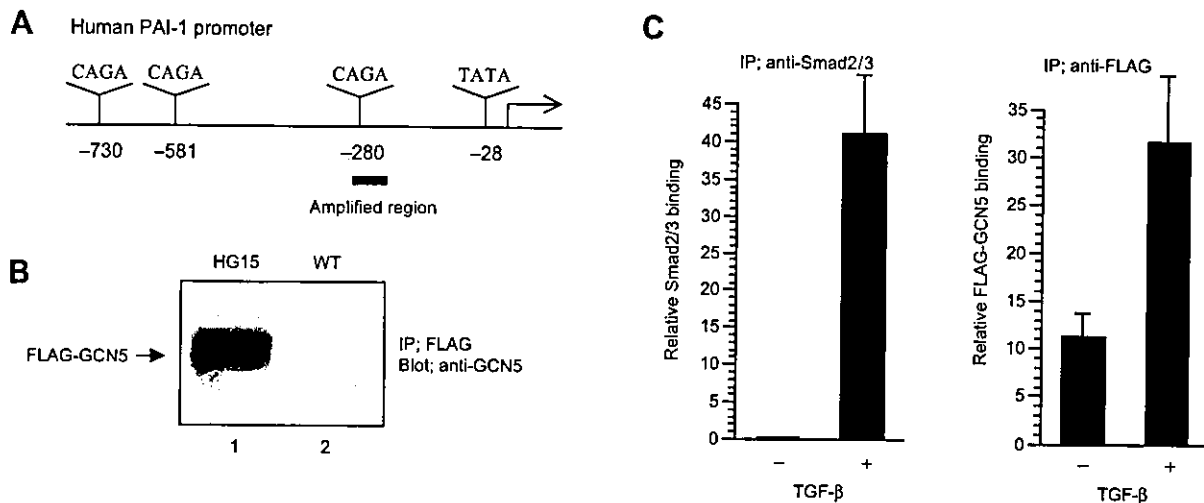 A
Human PAI-1 promoter
CAGA CAGA CAGA TATA
–730 –581 –280 –28
Amplified region
B
HG15 WT
FLAG-GCN5
IP; FLAG
Blot; anti-GCN5
1 2
C
IP; anti-Smad2/3
Relative Smad2/3 binding
45
40
35
30
25
20
15
10
5
0
– +
TGF-β
IP; anti-FLAG
Relative FLAG-GCN5 binding
35
30
25
20
15
10
5
0
– +
TGF-β